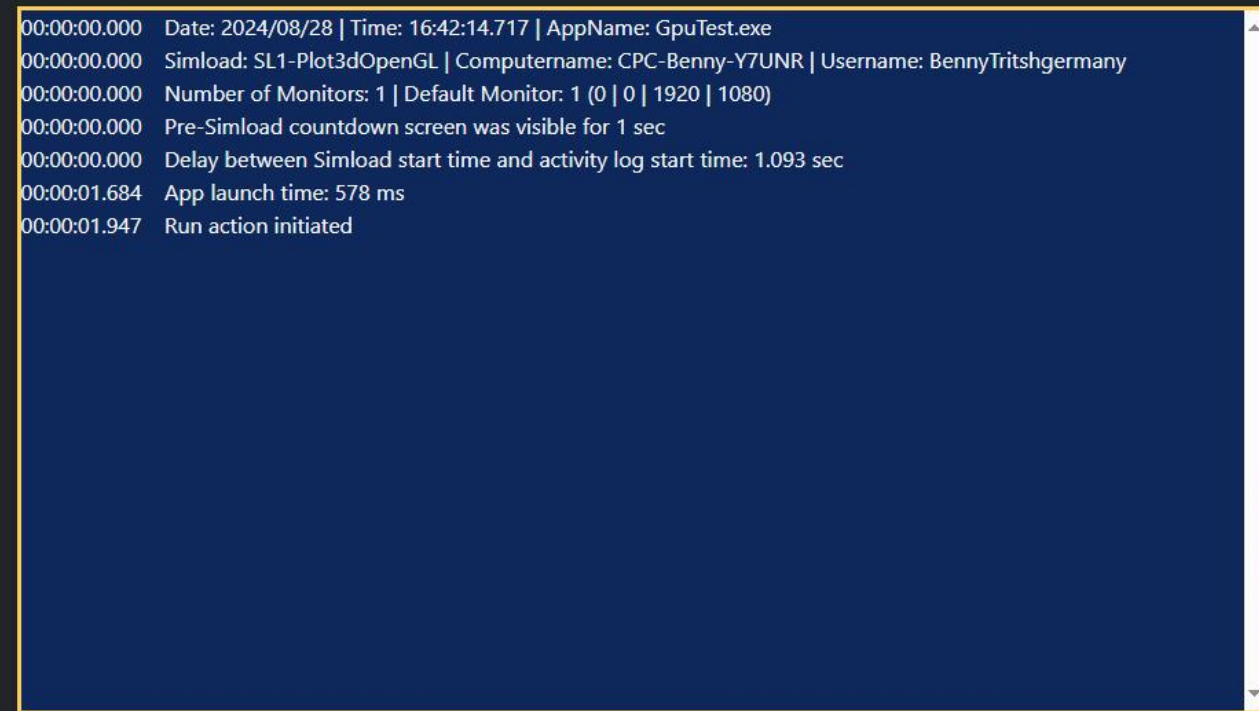 00:00:00.000 Date: 2024/08/28 | Time: 16:42:14.717 | AppName: GpuTest.exe
00:00:00.000 Simload: SL1-Plot3dOpenGL | Computername: CPC-Benny-Y7UNR | Username: BennyTritshgermany
00:00:00.000 Number of Monitors: 1 | Default Monitor: 1 (0 | 0 | 1920 | 1080)
00:00:00.000 Pre-Simload countdown screen was visible for 1 sec
00:00:00.000 Delay between Simload start time and activity log start time: 1.093 sec
00:00:01.684 App launch time: 578 ms
00:00:01.947 Run action initiated